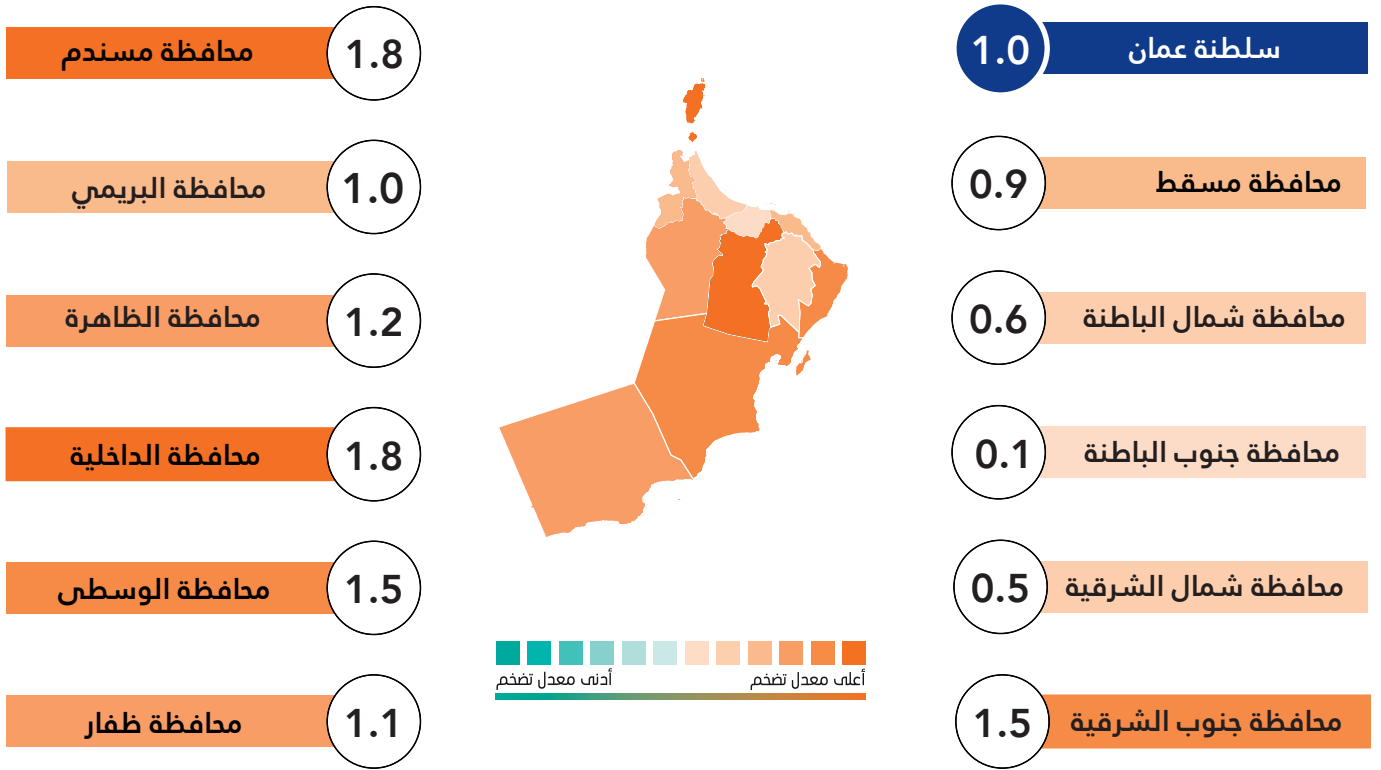 سلطنة عمان
1.0
محافظة مسقط
0.9
محافظة شمال الباطنة
0.6
محافظة جنوب الباطنة
0.1
محافظة شمال الشرقية
0.5
محافظة جنوب الشرقية
1.5
محافظة مسندم
1.8
محافظة البريمي
1.0
محافظة الظاهرة
1.2
محافظة الداخلية
1.8
محافظة الوسطى
1.5
محافظة ظفار
1.1
أعلى معدل تضخم
أدنى معدل تضخم